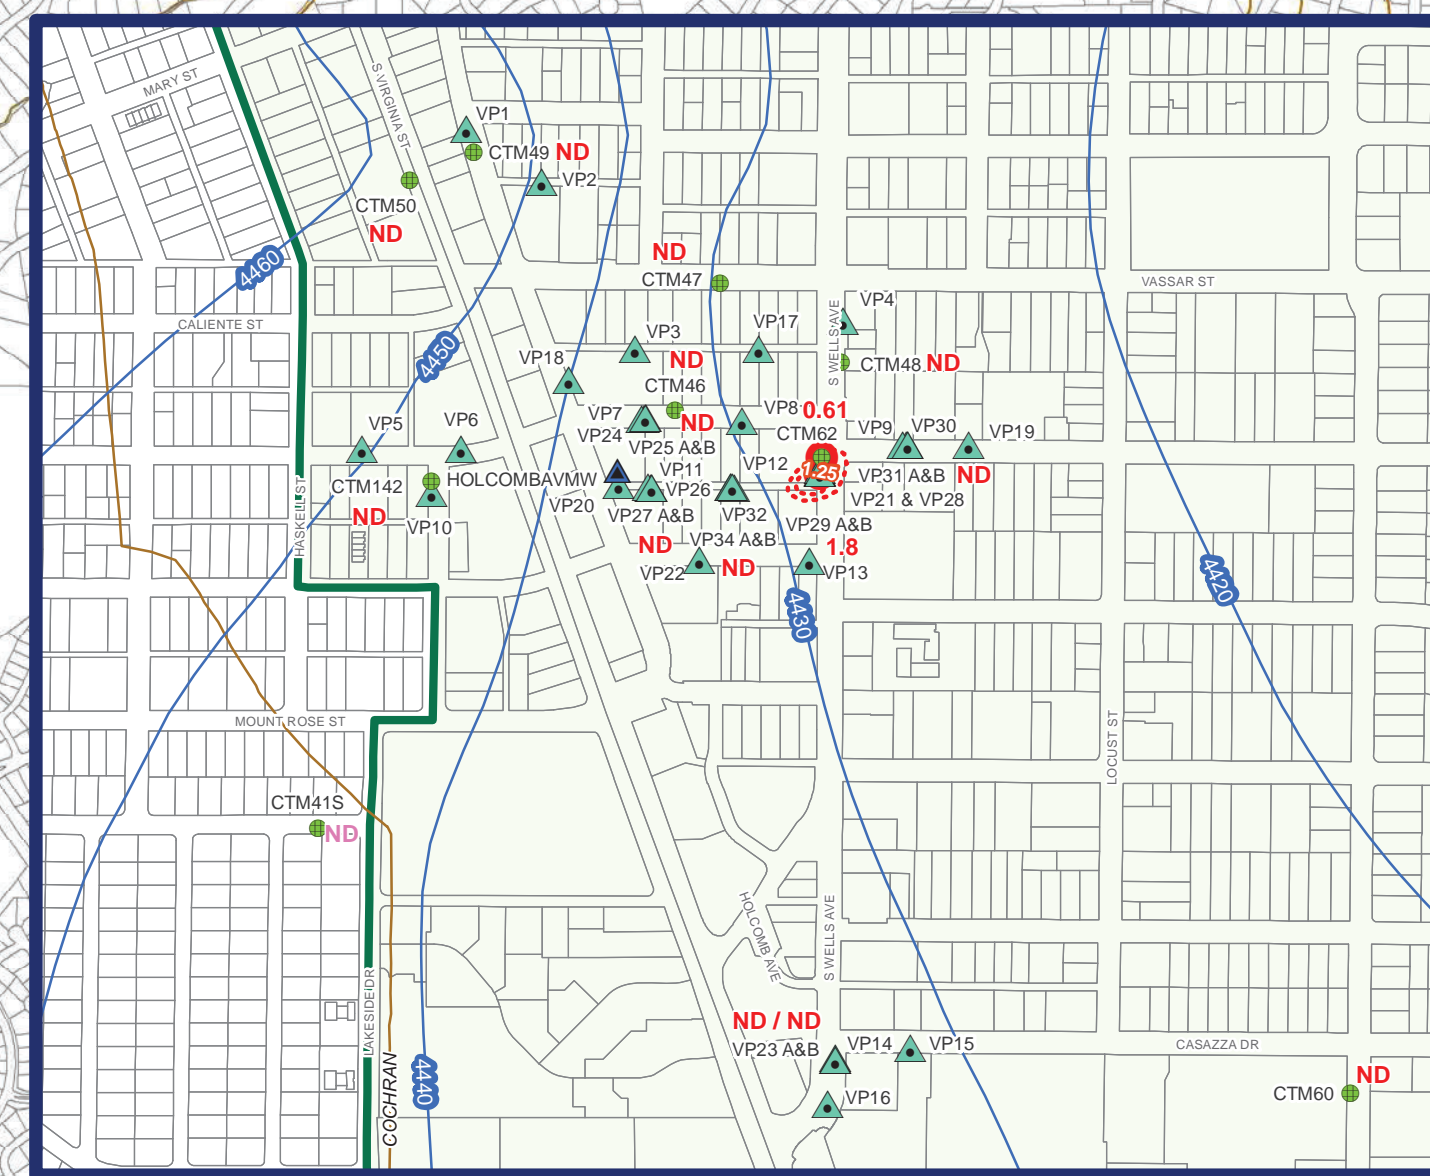 MARY ST
S VIRGINIA ST
VP1
CTM49 ND
VP2
CTM50
ND
4460
ND
CTM47
VASSAR ST
CALIENTE ST
S WELLS AVE
VP4
VP3
VP17
4450
VP18
ND
CTM48 ND
CTM46
VP7
ND
VP8
0.61
VP5
VP6
VP24
CTM62
VP9
VP30
VP19
VP25 A&B
VP12
1.25
VP31 A&B
ND
CTM142
HOLCOMBAVMW
VP11
VP26
VP21 & VP28
HASKELL ST
ND
VP10
VP20
VP27 A&B
VP32
VP29 A&B
ND
VP34 A&B
1.8
VP22
ND
VP13
4430
4420
MOUNT ROSE ST
LOCUST ST
CTM41S
ND
HOLCOMB AVE
S WELLS AVE
LAKESIDE DR
COCHRAN
4440
ND / ND
VP23 A&B
VP14
VP15
CASAZZA DR
VP16
ND
CTM60